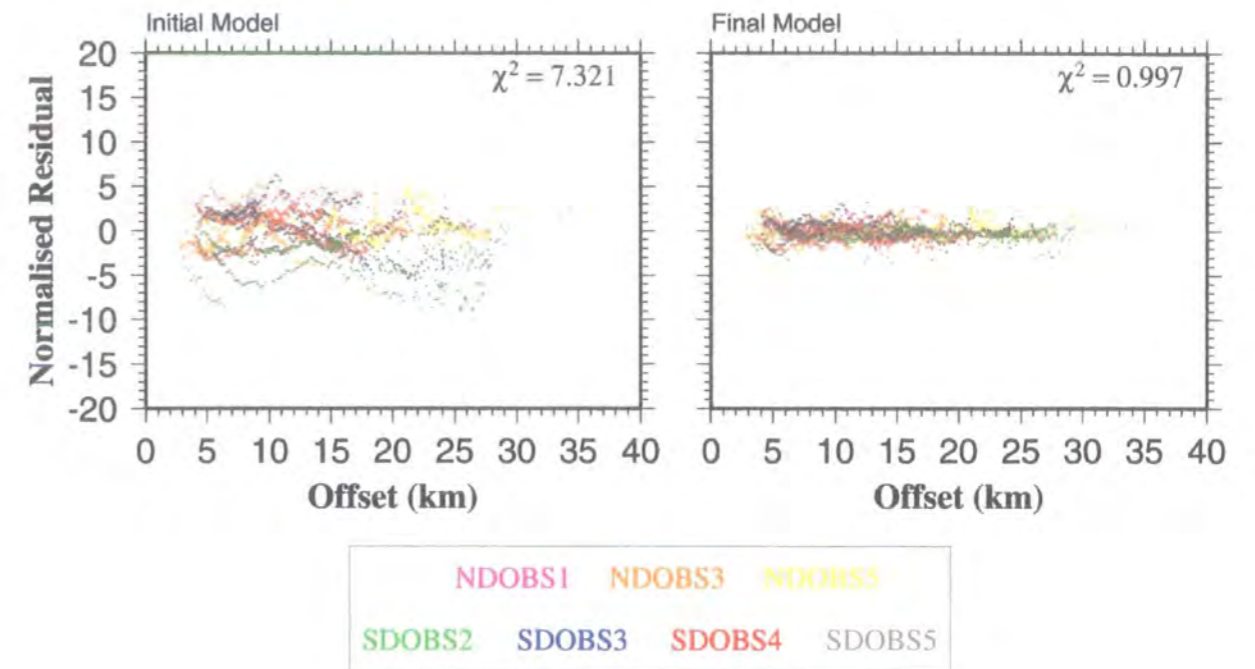 Initial Model
Final Model
χ² = 7.321
χ² = 0.997
Normalised Residual
20
15
10
5
0
-5
-10
-15
-20
0 5 10 15 20 25 30 35 40
0 5 10 15 20 25 30 35 40
Offset (km)
Offset (km)
NDOBS1 NDOBS3 NDOBS5
SDOBS2 SDOBS3 SDOBS4 SDOBS5